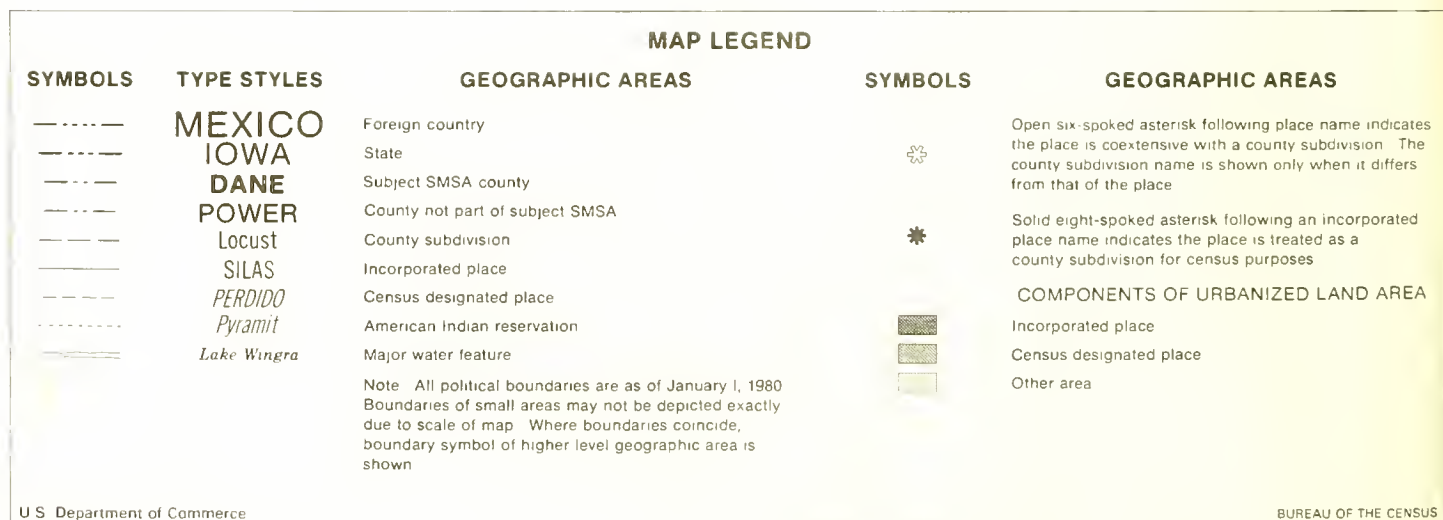 MAP LEGEND
SYMBOLS TYPE STYLES GEOGRAPHIC AREAS
MEXICO Foreign country
IOWA State
DANE Subject SMSA county
POWER County not part of subject SMSA
Locust County subdivision
SILAS Incorporated place
PERDIDO Census designated place
Pyramit American Indian reservation
Lake Wingra Major water feature
Note All political boundaries are as of January 1, 1980
Boundaries of small areas may not be depicted exactly
due to scale of map Where boundaries coincide,
boundary symbol of higher level geographic area is
shown
SYMBOLS GEOGRAPHIC AREAS
Open six-spoked asterisk following place name indicates
the place is coextensive with a county subdivision The
county subdivision name is shown only when it differs
from that of the place
Solid eight-spoked asterisk following an incorporated
place name indicates the place is treated as a
county subdivision for census purposes
COMPONENTS OF URBANIZED LAND AREA
Incorporated place
Census designated place
Other area
U S Department of Commerce
BUREAU OF THE CENSUS